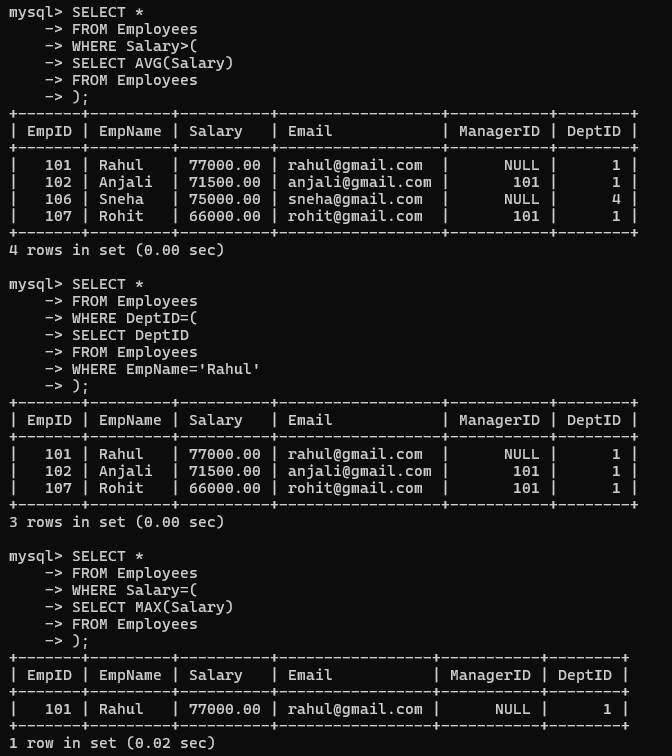 mysql> SELECT *
    -> FROM Employees
    -> WHERE Salary>(
    -> SELECT AVG(Salary)
    -> FROM Employees
    -> );
+-------+---------+----------+------------------+-----------+--------+
| EmpID | EmpName | Salary   | Email            | ManagerID | DeptID |
+-------+---------+----------+------------------+-----------+--------+
|   101 | Rahul   | 77000.00 | rahul@gmail.com  |      NULL |      1 |
|   102 | Anjali  | 71500.00 | anjali@gmail.com |       101 |      1 |
|   106 | Sneha   | 75000.00 | sneha@gmail.com  |      NULL |      4 |
|   107 | Rohit   | 66000.00 | rohit@gmail.com  |       101 |      1 |
+-------+---------+----------+------------------+-----------+--------+
4 rows in set (0.00 sec)

mysql> SELECT *
    -> FROM Employees
    -> WHERE DeptID=(
    -> SELECT DeptID
    -> FROM Employees
    -> WHERE EmpName='Rahul'
    -> );
+-------+---------+----------+------------------+-----------+--------+
| EmpID | EmpName | Salary   | Email            | ManagerID | DeptID |
+-------+---------+----------+------------------+-----------+--------+
|   101 | Rahul   | 77000.00 | rahul@gmail.com  |      NULL |      1 |
|   102 | Anjali  | 71500.00 | anjali@gmail.com |       101 |      1 |
|   107 | Rohit   | 66000.00 | rohit@gmail.com  |       101 |      1 |
+-------+---------+----------+------------------+-----------+--------+
3 rows in set (0.00 sec)

mysql> SELECT *
    -> FROM Employees
    -> WHERE Salary=(
    -> SELECT MAX(Salary)
    -> FROM Employees
    -> );
+-------+---------+----------+-----------------+-----------+--------+
| EmpID | EmpName | Salary   | Email           | ManagerID | DeptID |
+-------+---------+----------+-----------------+-----------+--------+
|   101 | Rahul   | 77000.00 | rahul@gmail.com |      NULL |      1 |
+-------+---------+----------+-----------------+-----------+--------+
1 row in set (0.02 sec)